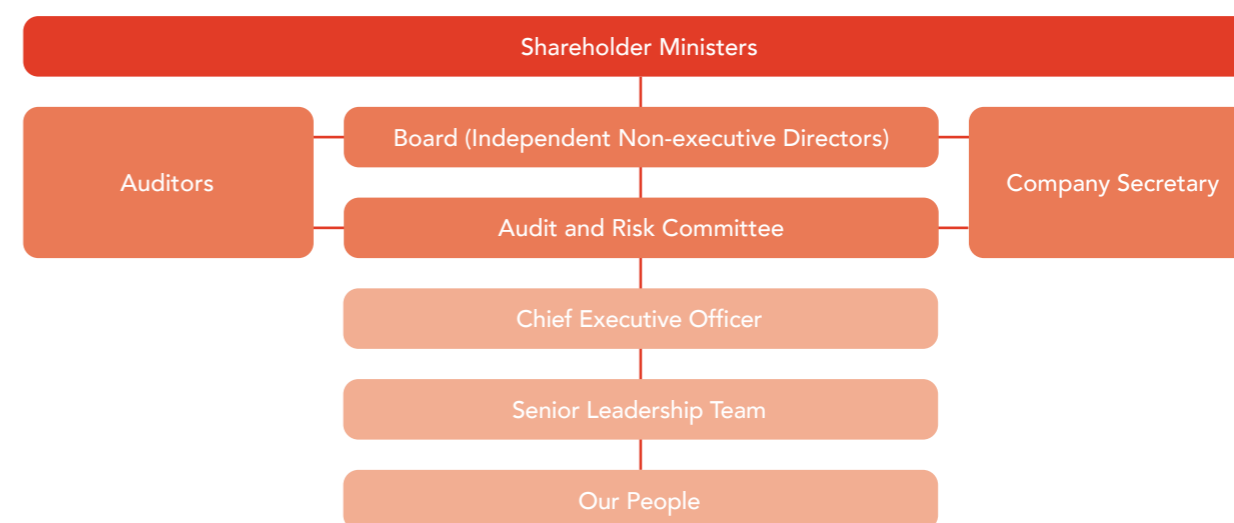 Shareholder Ministers
Board (Independent Non-executive Directors)
Auditors
Company Secretary
Audit and Risk Committee
Chief Executive Officer
Senior Leadership Team
Our People